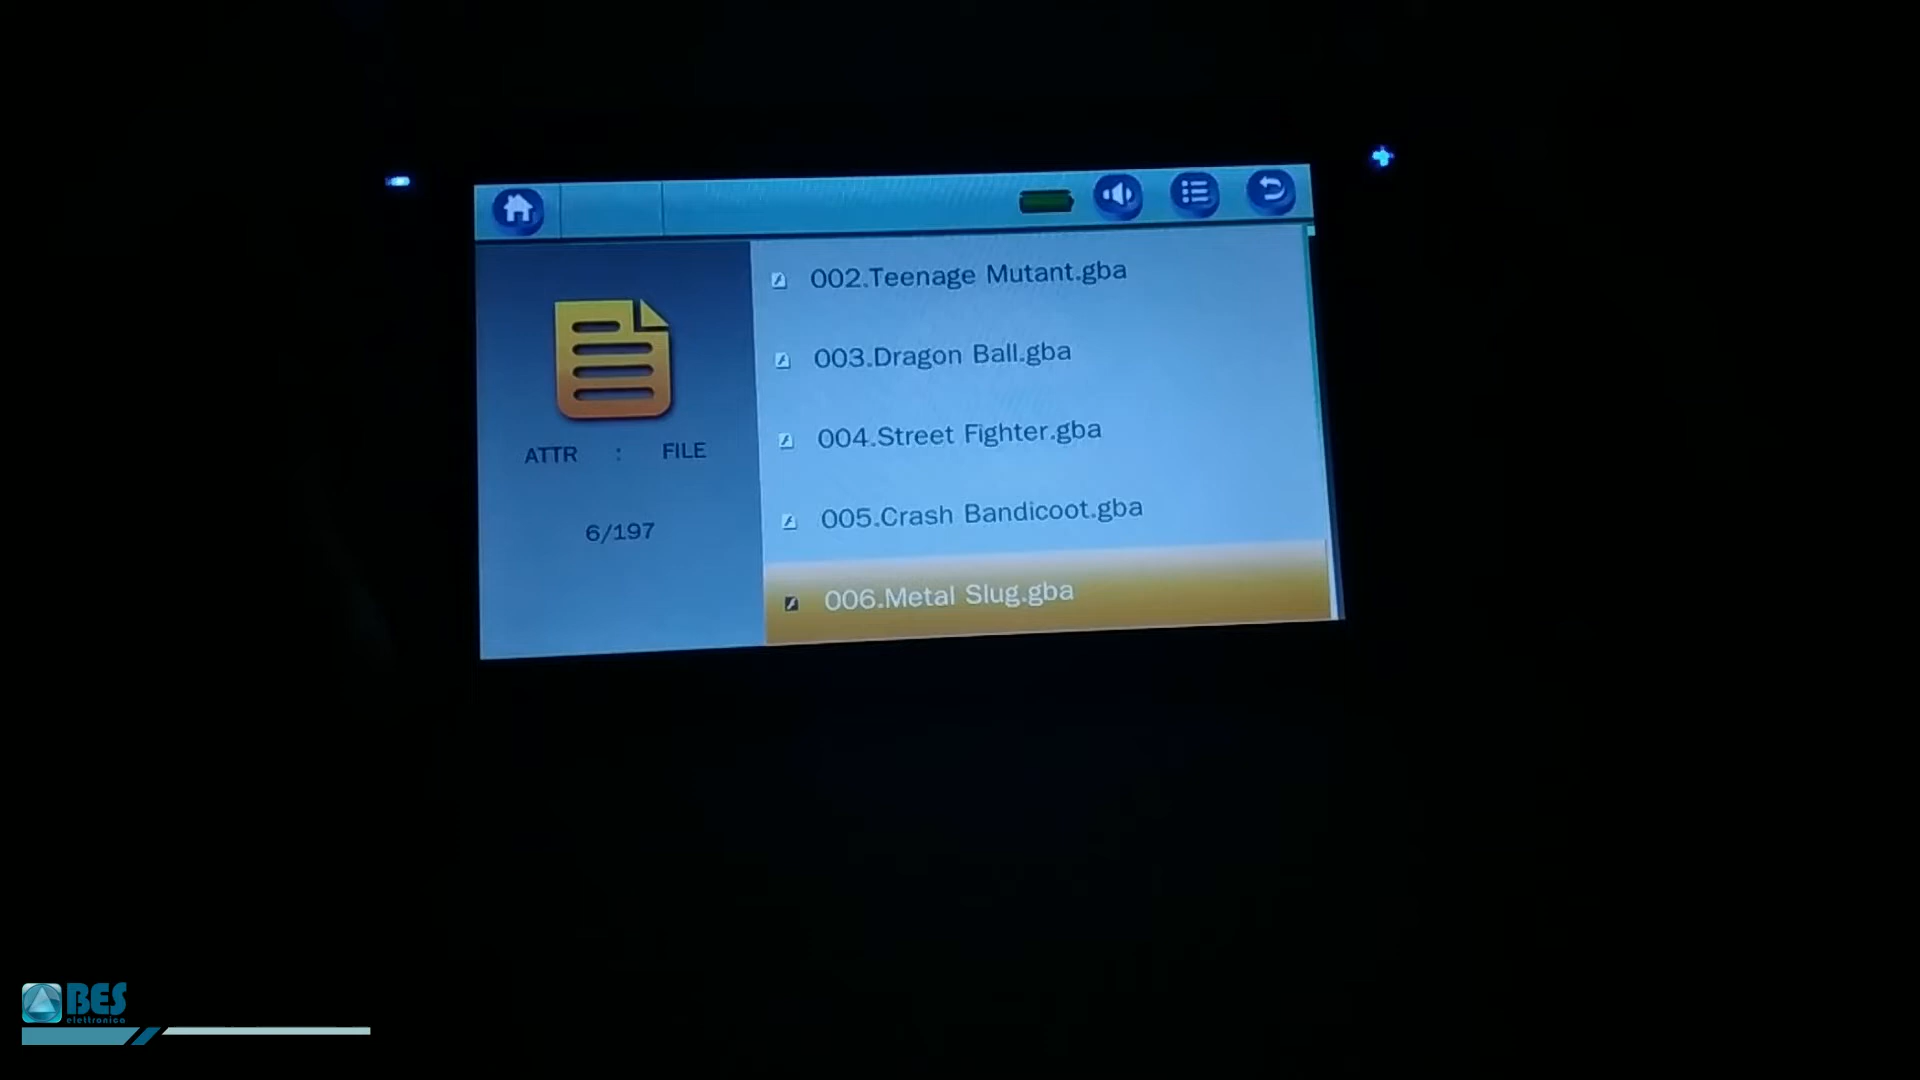 002.Teenage Mutant.gba
003.Dragon Ball.gba
004.Street Fighter.gba
005.Crash Bandicoot.gba
006.Metal Slug.gba
ATTR : FILE
6/197
BES
elettronica